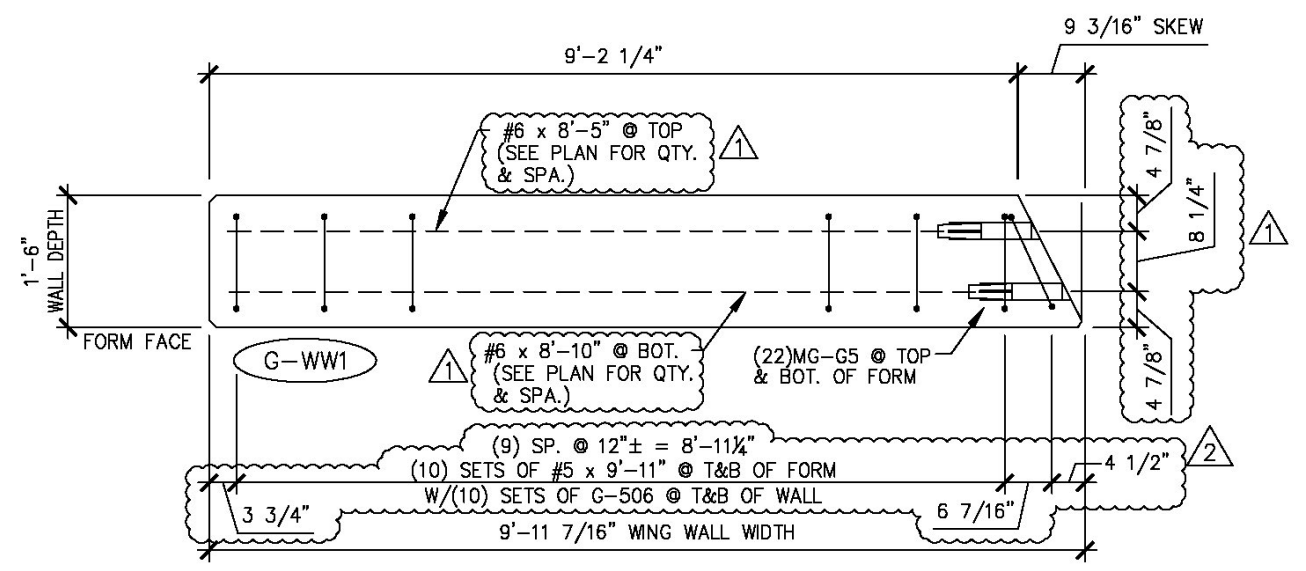 9 3/16" SKEW
9'-2 1/4"
#6 x 8'-5" @ TOP
(SEE PLAN FOR QTY.
& SPA.)
1
4 7/8"
8 1/4"
1
4 7/8"
1'-6"
WALL DEPTH
FORM FACE
G-WW1
1
#6 x 8'-10" @ BOT.
(SEE PLAN FOR QTY.
& SPA.)
(22)MG-G5 @ TOP
& BOT. OF FORM
(9) SP. @ 12"± = 8'-11¼"
(10) SETS OF #5 x 9'-11" @ T&B OF FORM
W/(10) SETS OF G-506 @ T&B OF WALL
4 1/2"
2
3 3/4"
6 7/16"
9'-11 7/16" WING WALL WIDTH